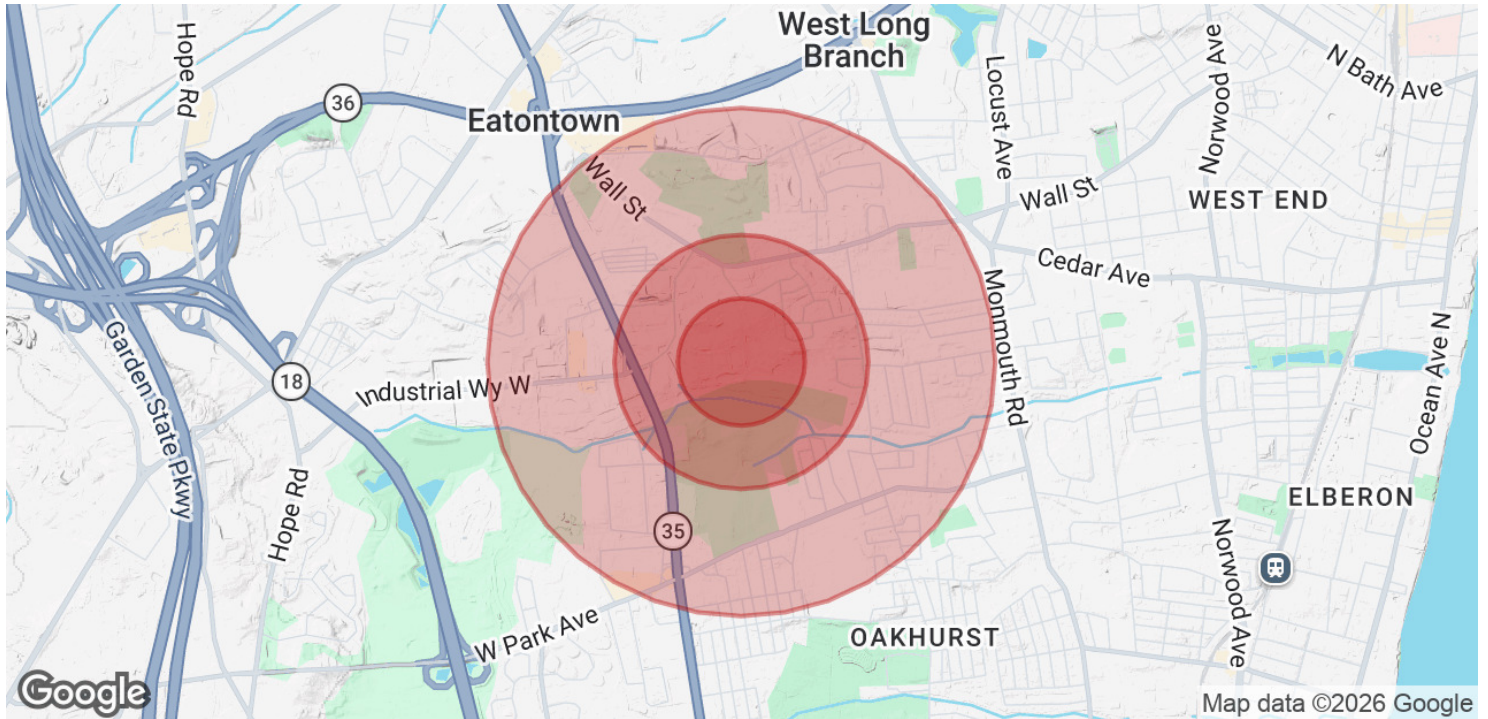 West Long
Branch
Hope Rd
36
Eatontown
Locust Ave
Norwood Ave
N Bath Ave
Wall St
Wall St
WEST END
Cedar Ave
Garden State Pkwy
18
Industrial Wy W
Monmouth Rd
Ocean Ave N
Hope Rd
35
ELBERON
Norwood Ave
W Park Ave
OAKHURST
Google
Map data ©2026 Google